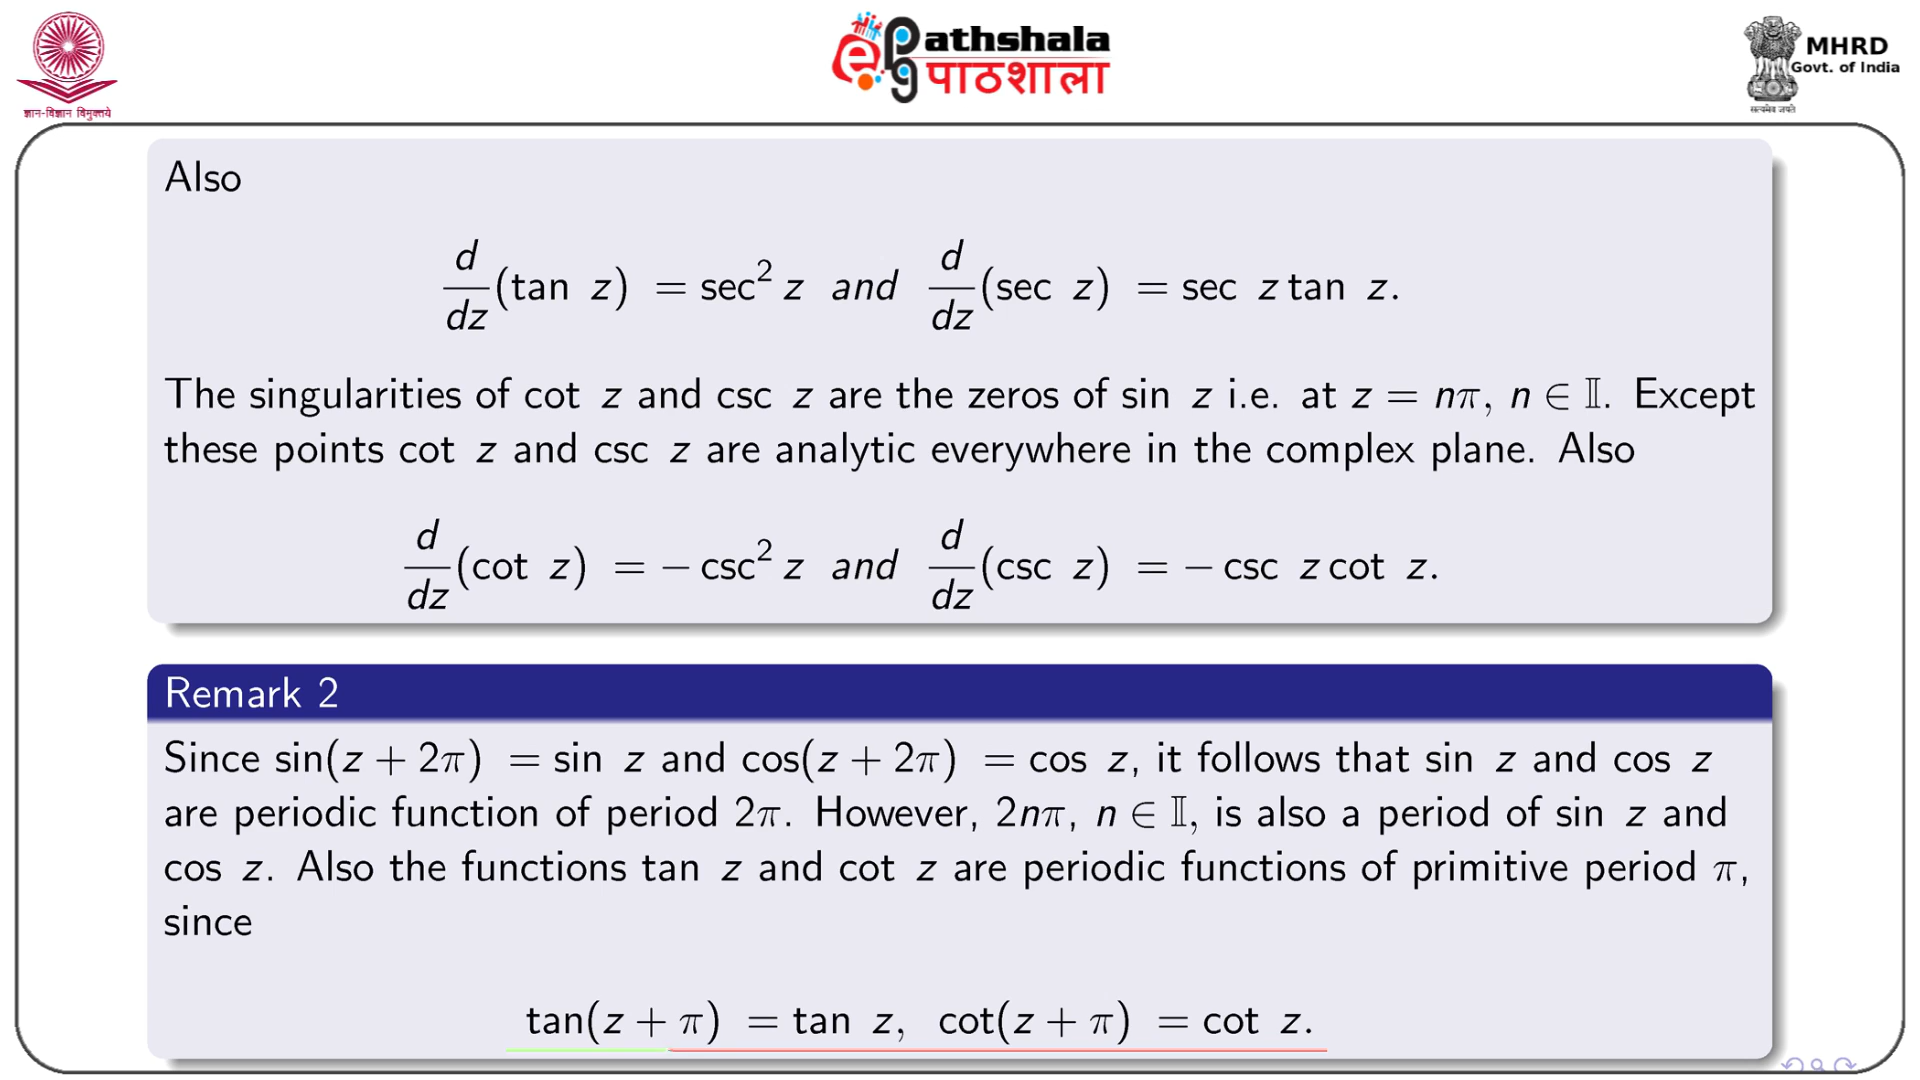 ज्ञान-विज्ञान विमुक्तये
ePathshala
पाठशाला
MHRD
Govt. of India
सत्यमेव जयते
Also
d/dz (tan z) = sec² z and d/dz (sec z) = sec z tan z.
The singularities of cot z and csc z are the zeros of sin z i.e. at z = nπ, n ∈ 𝕀. Except
these points cot z and csc z are analytic everywhere in the complex plane. Also
d/dz (cot z) = − csc² z and d/dz (csc z) = − csc z cot z.
Remark 2
Since sin(z + 2π) = sin z and cos(z + 2π) = cos z, it follows that sin z and cos z
are periodic function of period 2π. However, 2nπ, n ∈ 𝕀, is also a period of sin z and
cos z. Also the functions tan z and cot z are periodic functions of primitive period π,
since
tan(z + π) = tan z, cot(z + π) = cot z.